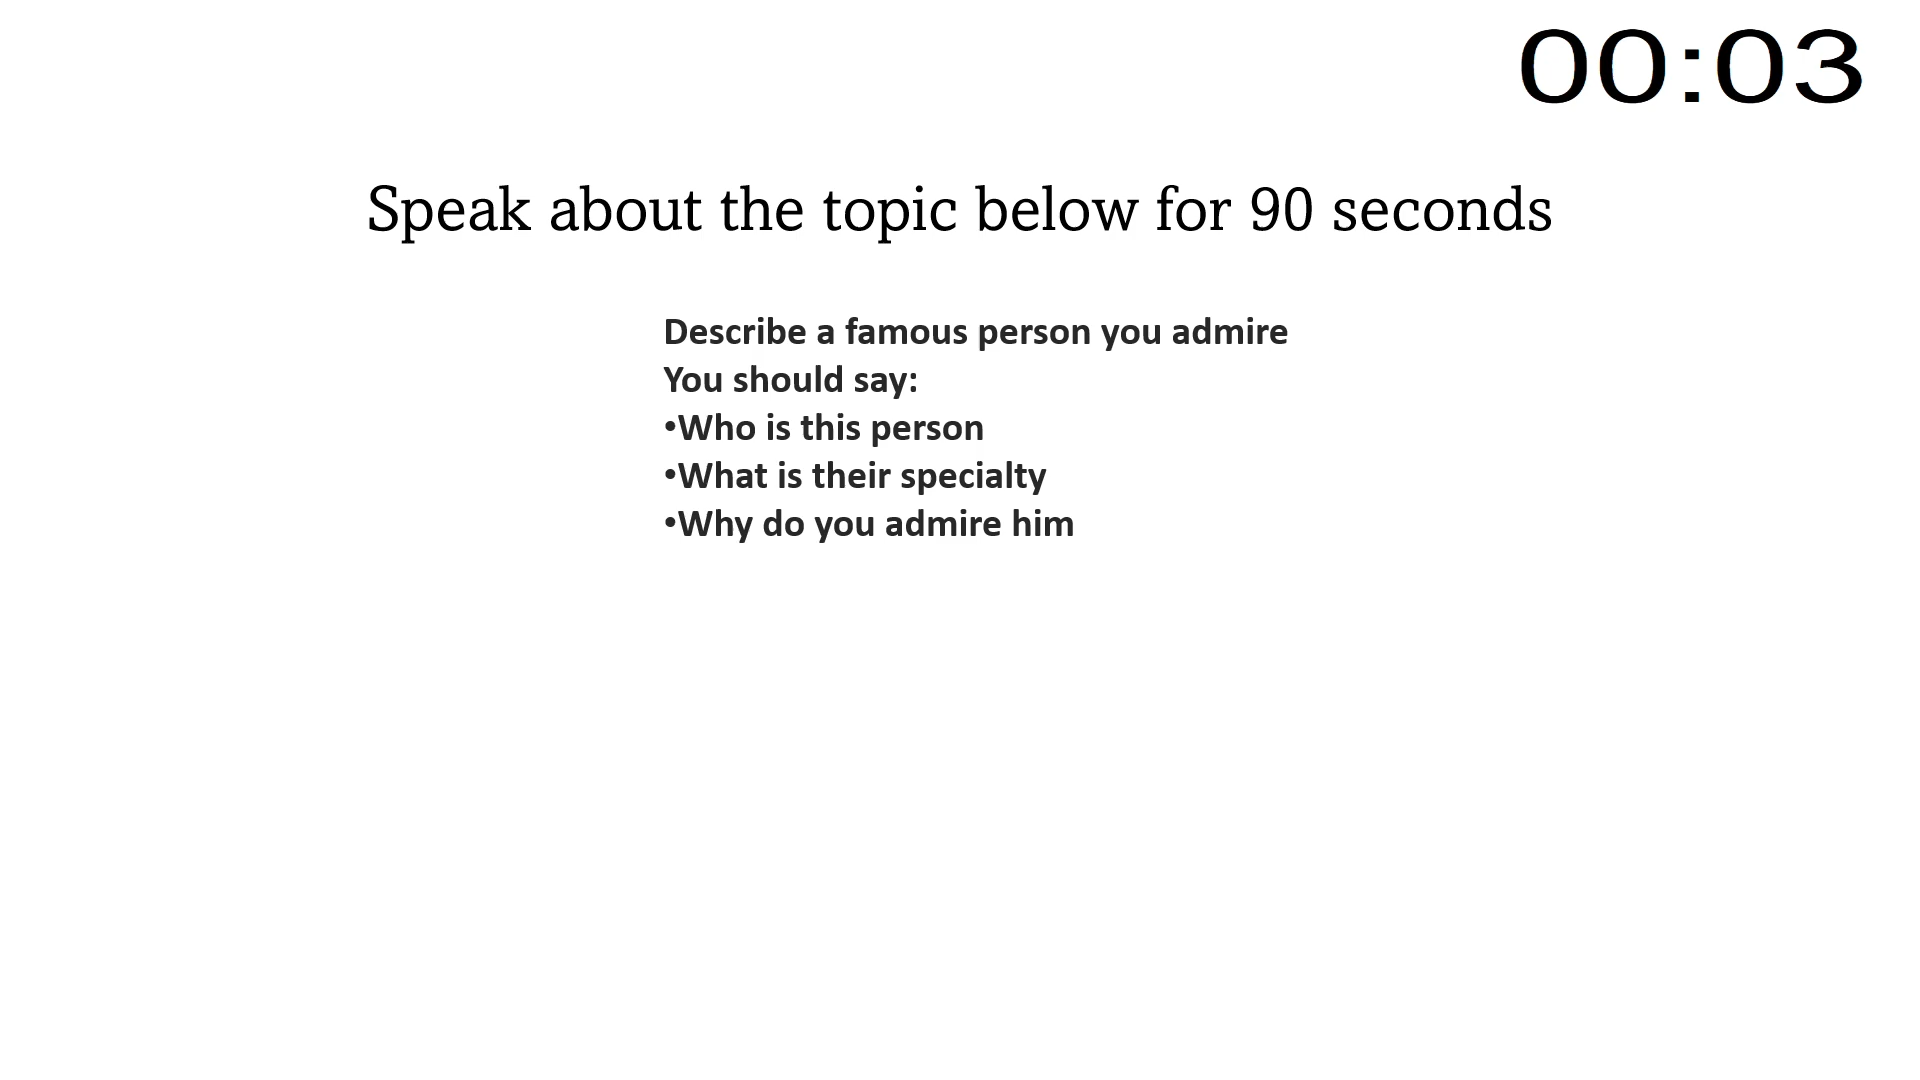 00:03
Speak about the topic below for 90 seconds
Describe a famous person you admire
You should say:
•Who is this person
•What is their specialty
•Why do you admire him